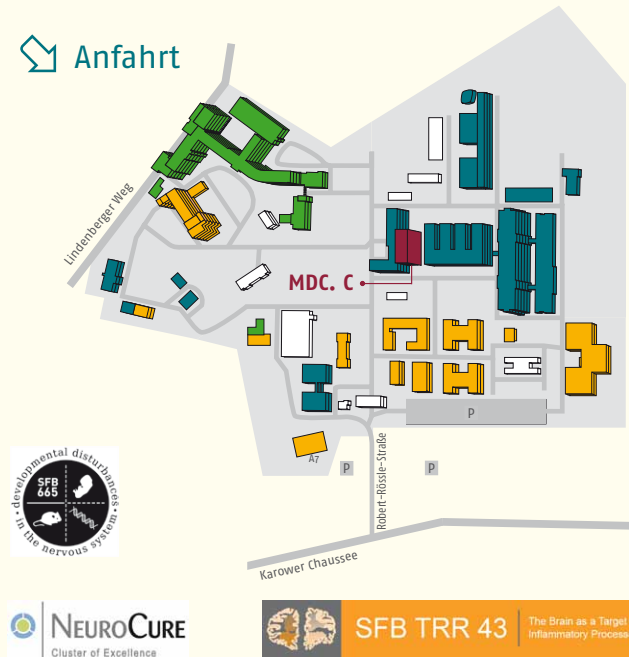 Anfahrt
Lindenberger Weg
MDC. C
P
A7
P
P
Robert-Rössle-Straße
Karower Chaussee
SFB
665
developmental disturbances
in the nervous system
NEUROCURE
Cluster of Excellence
SFB TRR 43
The Brain as a Target
Inflammatory Process